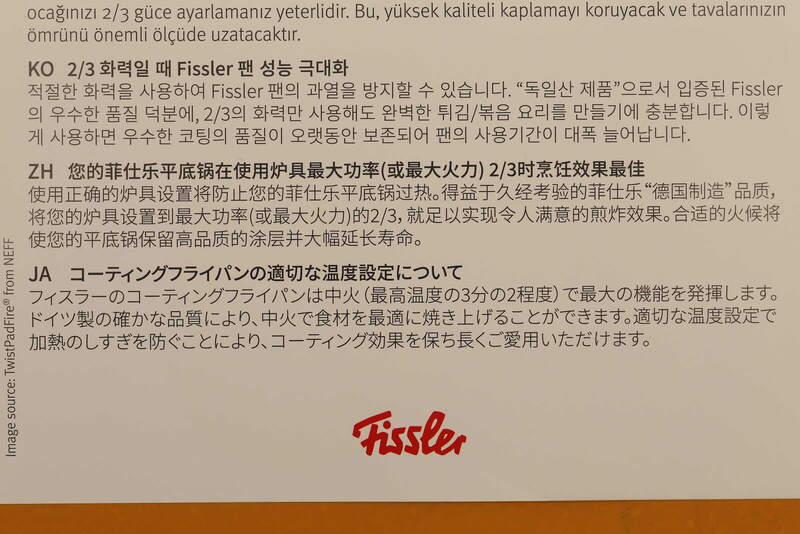 ocağınızı 2/3 güce ayarlamanız yeterlidir. Bu, yüksek kaliteli kaplamayı koruyacak ve tavalarınızın
ömrünü önemli ölçüde uzatacaktır.
KO 2/3 화력일 때 Fissler 팬 성능 극대화
적절한 화력을 사용하여 Fissler 팬의 과열을 방지할 수 있습니다. “독일산 제품”으로서 입증된 Fissler
의 우수한 품질 덕분에, 2/3의 화력만 사용해도 완벽한 튀김/볶음 요리를 만들기에 충분합니다. 이렇
게 사용하면 우수한 코팅의 품질이 오랫동안 보존되어 팬의 사용기간이 대폭 늘어납니다.
ZH 您的菲仕乐平底锅在使用炉具最大功率(或最大火力) 2/3时烹饪效果最佳
使用正确的炉具设置将防止您的菲仕乐平底锅过热。得益于久经考验的菲仕乐“德国制造”品质，
将您的炉具设置到最大功率(或最大火力)的2/3，就足以实现令人满意的煎炸效果。合适的火候将
使您的平底锅保留高品质的涂层并大幅延长寿命。
JA コーティングフライパンの適切な温度設定について
フィスラーのコーティングフライパンは中火（最高温度の3分の2程度）で最大の機能を発揮します。
ドイツ製の確かな品質により、中火で食材を最適に焼き上げることができます。適切な温度設定で
加熱のしすぎを防ぐことにより、コーティング効果を保ち長くご愛用いただけます。
Image source: TwistPadFire® from NEFF
Fissler